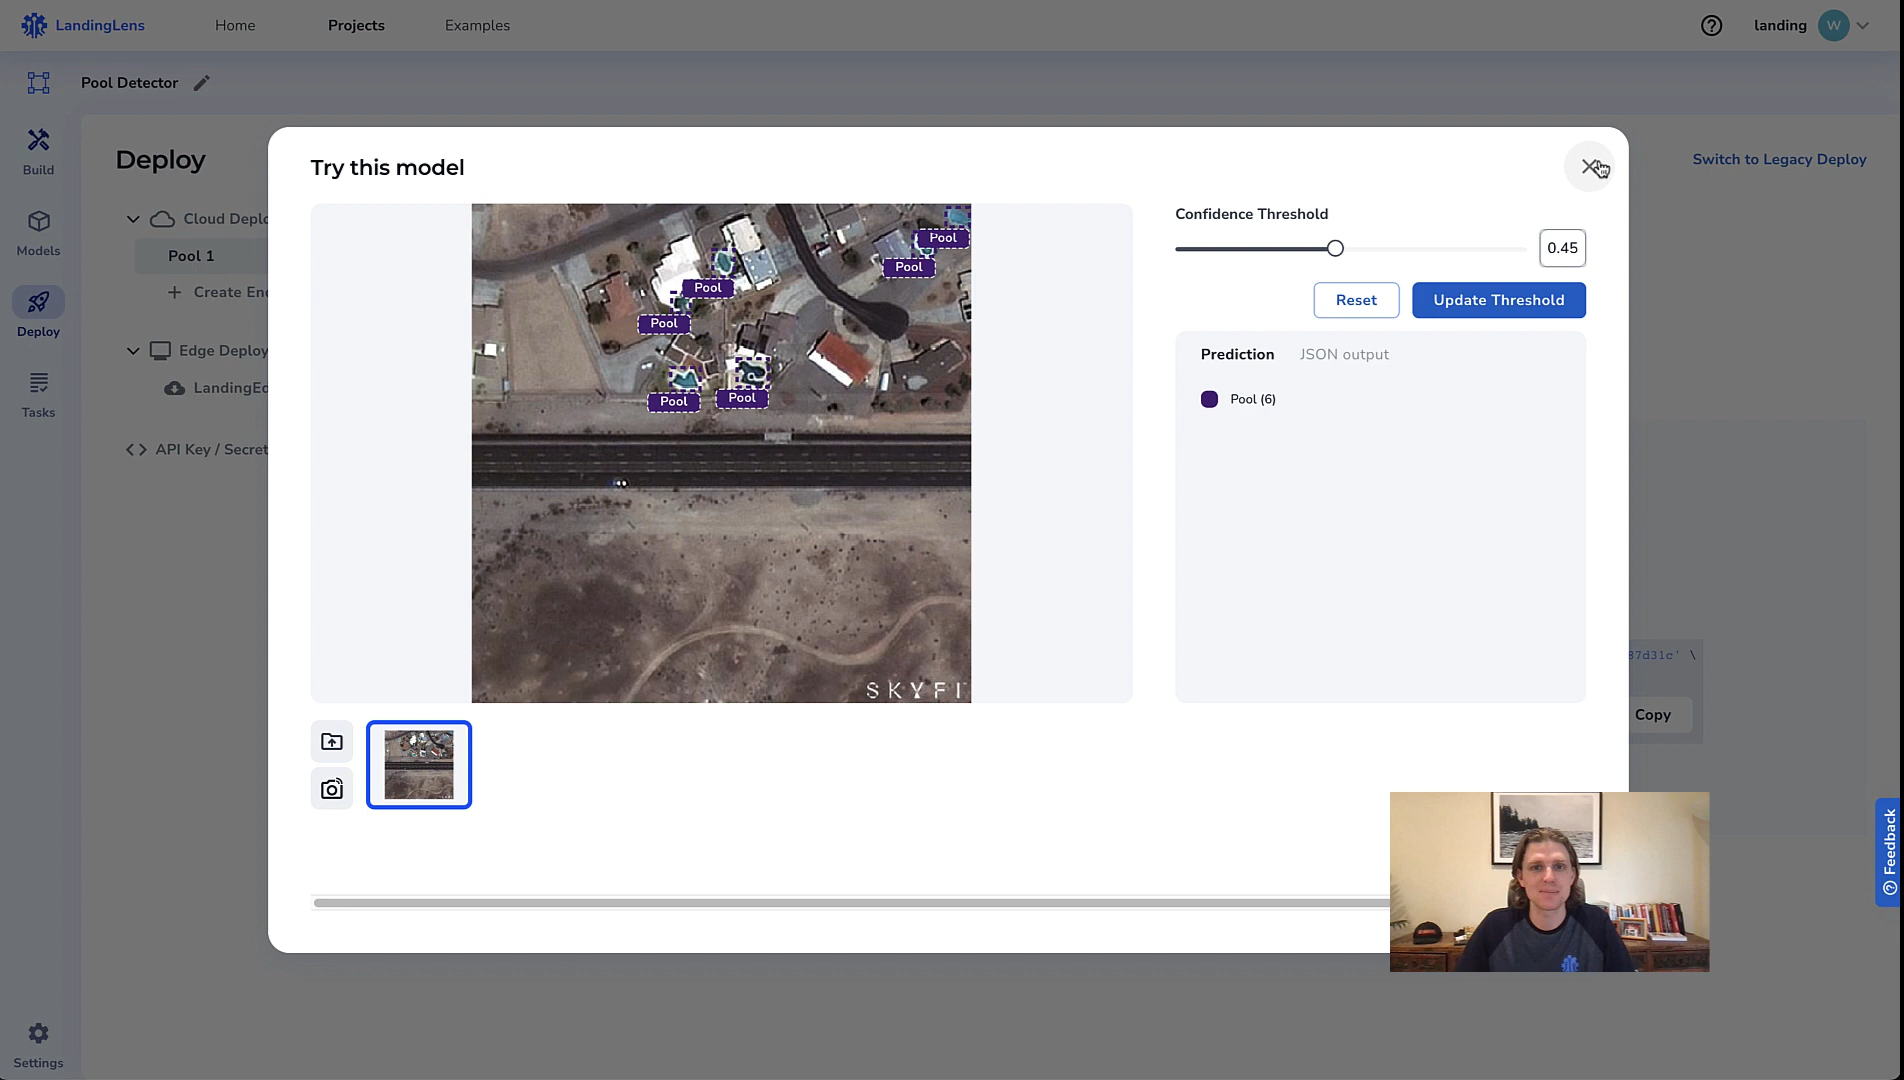 LandingLens
Home
Projects
Examples
landing
W
Pool Detector
Build
Models
Deploy
Tasks
Settings
Deploy
Switch to Legacy Deploy
Cloud Deplo
Pool 1
Create En
Edge Deploy
LandingEd
API Key / Secret
Try this model
Pool
Pool
Pool
Pool
Pool
Pool
SKYFI
Confidence Threshold
0.45
Reset
Update Threshold
Prediction
JSON output
Pool (6)
87d31c' \
Copy
Feedback